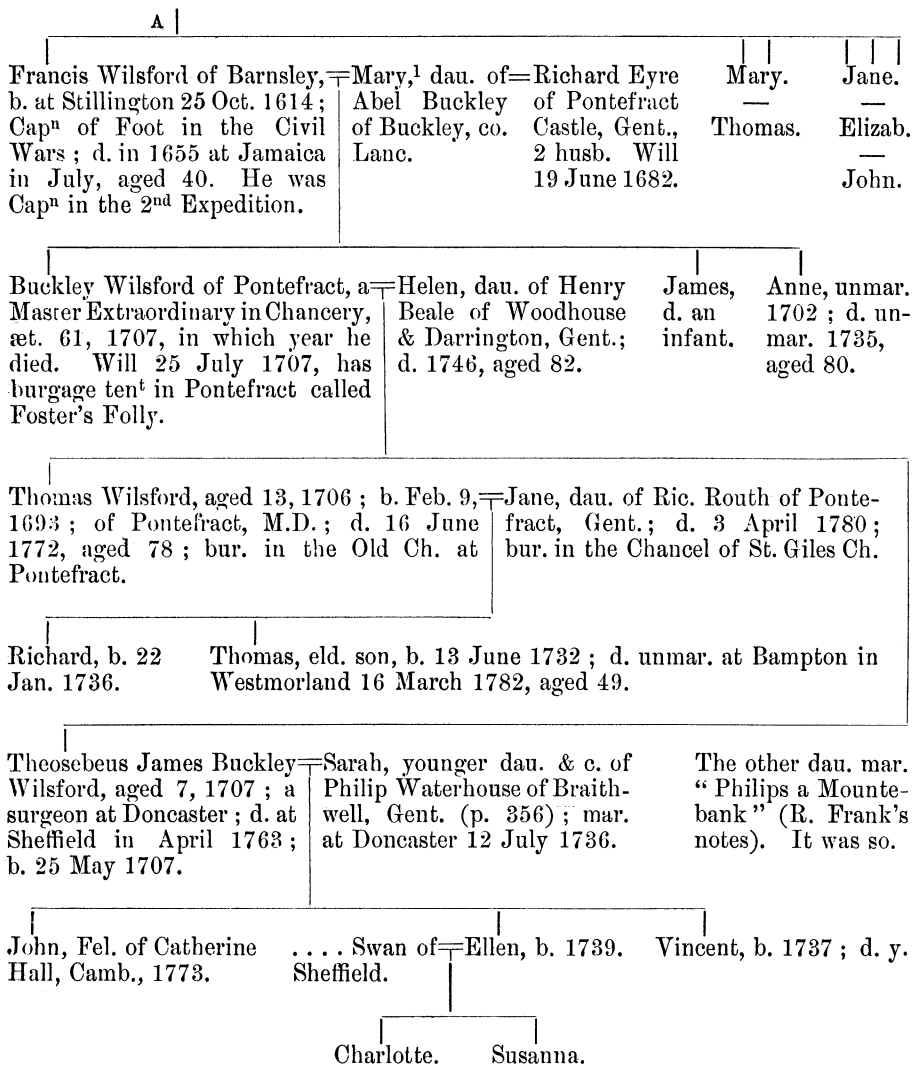 A
Francis Wilsford of Barnsley,
b. at Stillington 25 Oct. 1614 ;
Capⁿ of Foot in the Civil
Wars ; d. in 1655 at Jamaica
in July, aged 40. He was
Capⁿ in the 2ⁿᵈ Expedition.
Mary,¹ dau. of
Abel Buckley
of Buckley, co.
Lanc.
Richard Eyre
of Pontefract
Castle, Gent.,
2 husb. Will
19 June 1682.
Mary.
—
Thomas.
Jane.
—
Elizab.
—
John.
Buckley Wilsford of Pontefract, a
Master Extraordinary in Chancery,
æt. 61, 1707, in which year he
died. Will 25 July 1707, has
burgage tenᵗ in Pontefract called
Foster's Folly.
Helen, dau. of Henry
Beale of Woodhouse
& Darrington, Gent.;
d. 1746, aged 82.
James,
d. an
infant.
Anne, unmar.
1702 ; d. un-
mar. 1735,
aged 80.
Thomas Wilsford, aged 13, 1706 ; b. Feb. 9,
1693 ; of Pontefract, M.D. ; d. 16 June
1772, aged 78 ; bur. in the Old Ch. at
Pontefract.
Jane, dau. of Ric. Routh of Ponte-
fract, Gent. ; d. 3 April 1780 ;
bur. in the Chancel of St. Giles Ch.
Richard, b. 22
Jan. 1736.
Thomas, eld. son, b. 13 June 1732 ; d. unmar. at Bampton in
Westmorland 16 March 1782, aged 49.
Theosebeus James Buckley
Wilsford, aged 7, 1707 ; a
surgeon at Doncaster ; d. at
Sheffield in April 1763 ;
b. 25 May 1707.
Sarah, younger dau. & c. of
Philip Waterhouse of Braith-
well, Gent. (p. 356) ; mar.
at Doncaster 12 July 1736.
The other dau. mar.
“ Philips a Mounte-
bank ” (R. Frank's
notes). It was so.
John, Fel. of Catherine
Hall, Camb., 1773.
. . . . Swan of
Sheffield.
Ellen, b. 1739.
Vincent, b. 1737 ; d. y.
Charlotte.
Susanna.